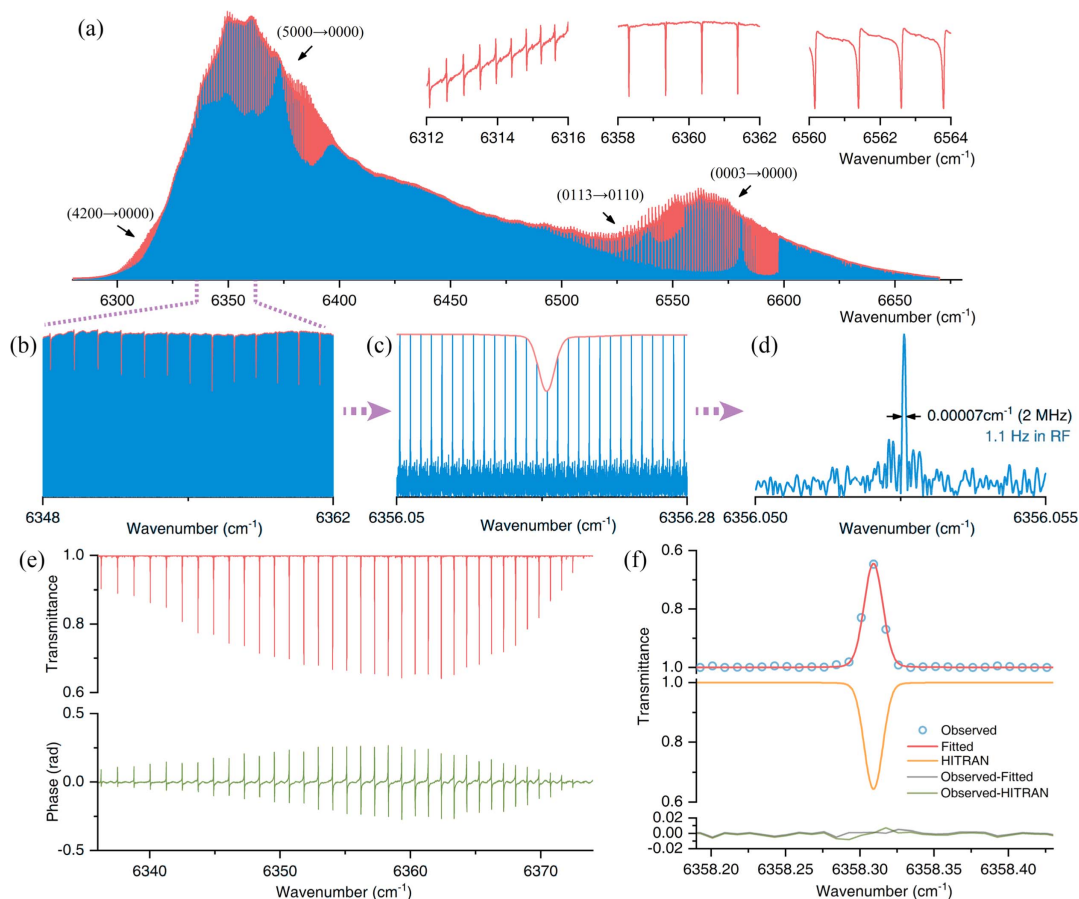 (a)
(5000→0000)
(4200→0000)
(0113→0110)
(0003→0000)
6312 6314 6316
6358 6360 6362
6560 6562 6564
Wavenumber (cm⁻¹)
6300 6350 6400 6450 6500 6550 6600 6650
Wavenumber (cm⁻¹)
(b)
6348 6362
Wavenumber (cm⁻¹)
(c)
6356.05 6356.28
Wavenumber (cm⁻¹)
(d)
0.00007cm⁻¹ (2 MHz)
1.1 Hz in RF
6356.050 6356.055
Wavenumber (cm⁻¹)
(e)
Transmittance
1.0
0.8
0.6
Phase (rad)
0.5
0.0
-0.5
6340 6350 6360 6370
Wavenumber (cm⁻¹)
(f)
Transmittance
0.6
0.8
1.0
1.0
0.8
0.6
Observed
Fitted
HITRAN
Observed-Fitted
Observed-HITRAN
0.02
0.00
-0.02
6358.20 6358.25 6358.30 6358.35 6358.40
Wavenumber (cm⁻¹)